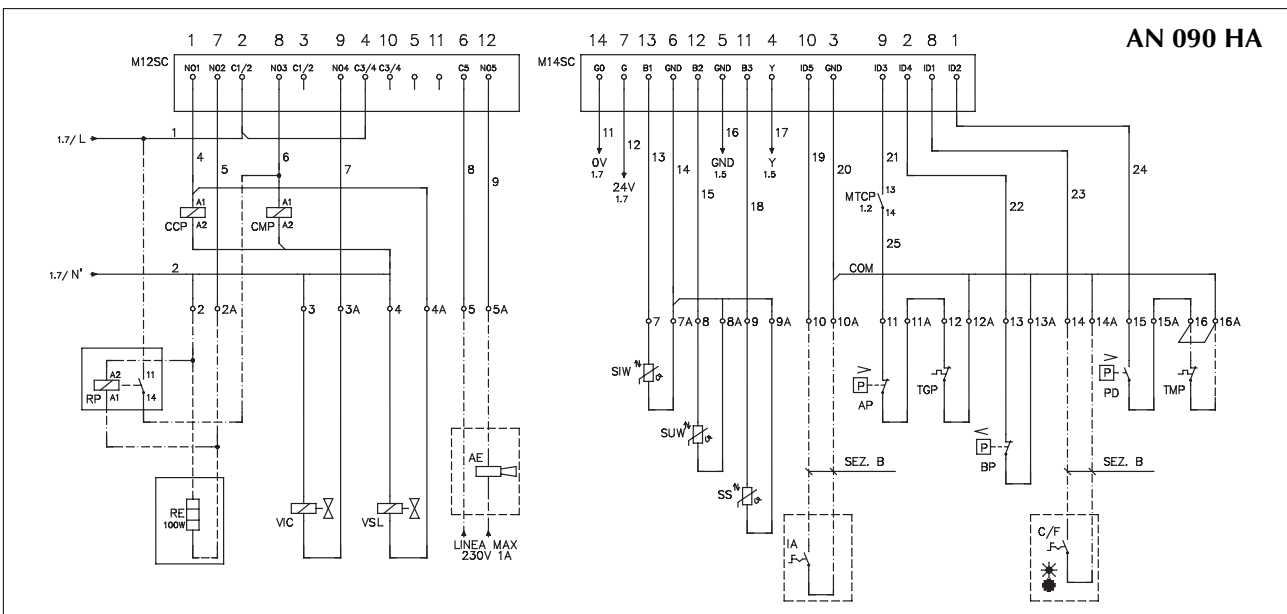 AN 090 HA
1 7 2 8 3 9 4 10 5 11 6 12
M12SC
NO1 NO2 C1/2 NO3 C1/2 NO4 C3/4 C3/4 C5 NO5
14 7 13 6 12 5 11 4 10 3 9 2 8 1
M14SC
G0 G B1 GND B2 GND B3 Y ID5 GND ID3 ID4 ID1 ID2
1.7/ L
1
4
5
6
7
8
9
11
0V
1.7
12
24V
1.7
13
14
15
16
GND
1.5
17
Y
1.5
18
19
20
21
MTCP
1.2
13
14
25
22
23
24
CCP
A1
A2
CMP
A1
A2
COM
1.7/ N'
2
2 2A 3 3A 4 4A 5 5A
7 7A 8 8A 9 9A 10 10A 11 11A 12 12A 13 13A 14 14A 15 15A 16 16A
RP
A2
A1
11
14
SIW
P
AP
TGP
P
PD
TMP
SUW
P
BP
AE
SEZ. B
SEZ. B
RE
100W
VIC
VSL
SS
LINEA MAX
230V 1A
IA
C/F